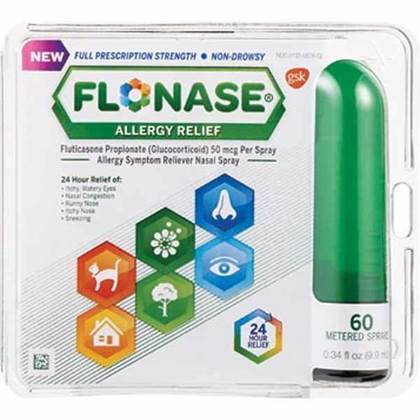 NEW
FULL PRESCRIPTION STRENGTH • NON-DROWSY
gsk
FLONASE®
ALLERGY RELIEF
Fluticasone Propionate (Glucocorticoid) 50 mcg Per Spray
Allergy Symptom Reliever Nasal Spray
24 Hour Relief of:
• Itchy, Watery Eyes
• Nasal Congestion
• Runny Nose
• Itchy Nose
• Sneezing
24
HOUR
RELIEF
60
METERED SPRAYS
0.34 fl oz (9.9